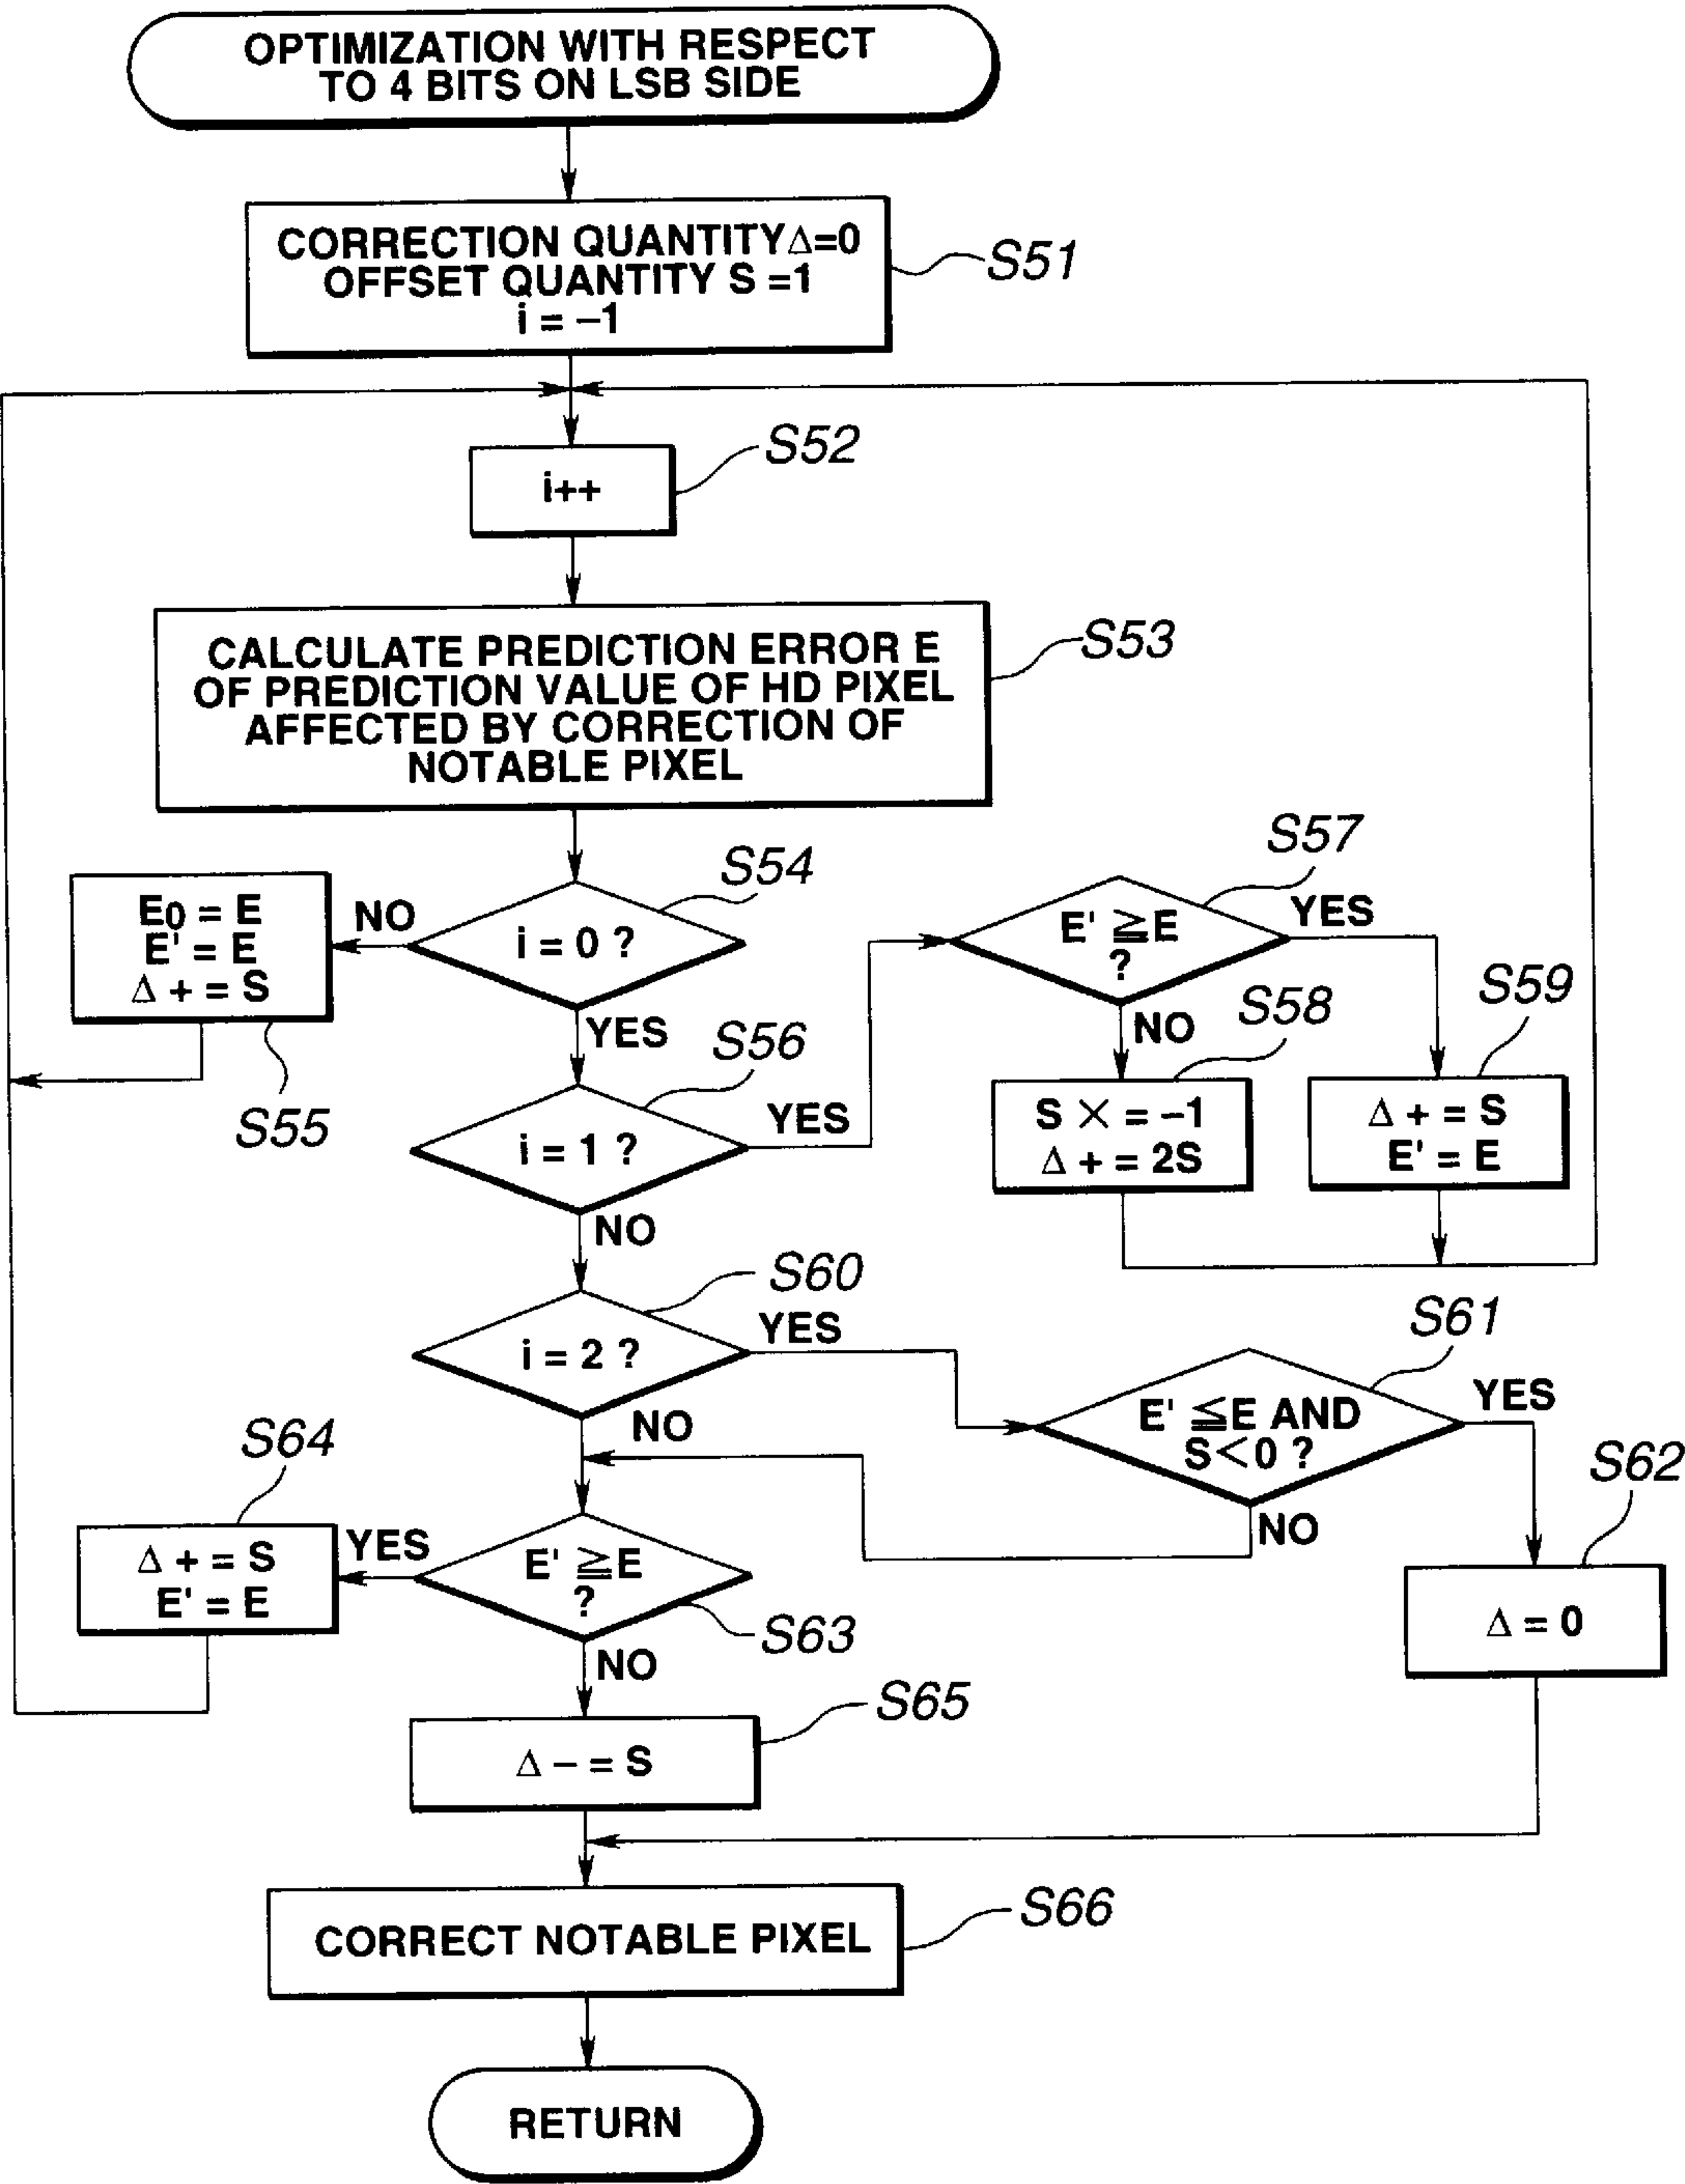 OPTIMIZATION WITH RESPECT
TO 4 BITS ON LSB SIDE
CORRECTION QUANTITY Δ=0
OFFSET QUANTITY S =1
i = –1
S51
S52
i++
S53
CALCULATE PREDICTION ERROR E
OF PREDICTION VALUE OF HD PIXEL
AFFECTED BY CORRECTION OF
NOTABLE PIXEL
S54
i = 0 ?
NO
YES
E0 = E
E' = E
Δ + = S
S55
S56
i = 1 ?
YES
NO
S57
E' ≧E
?
YES
NO
S58
S × = –1
Δ + = 2S
S59
Δ + = S
E' = E
S60
i = 2 ?
YES
NO
S61
E' ≦E AND
S<0 ?
YES
NO
S62
Δ = 0
S63
E' ≧E
?
YES
NO
S64
Δ + = S
E' = E
S65
Δ – = S
S66
CORRECT NOTABLE PIXEL
RETURN